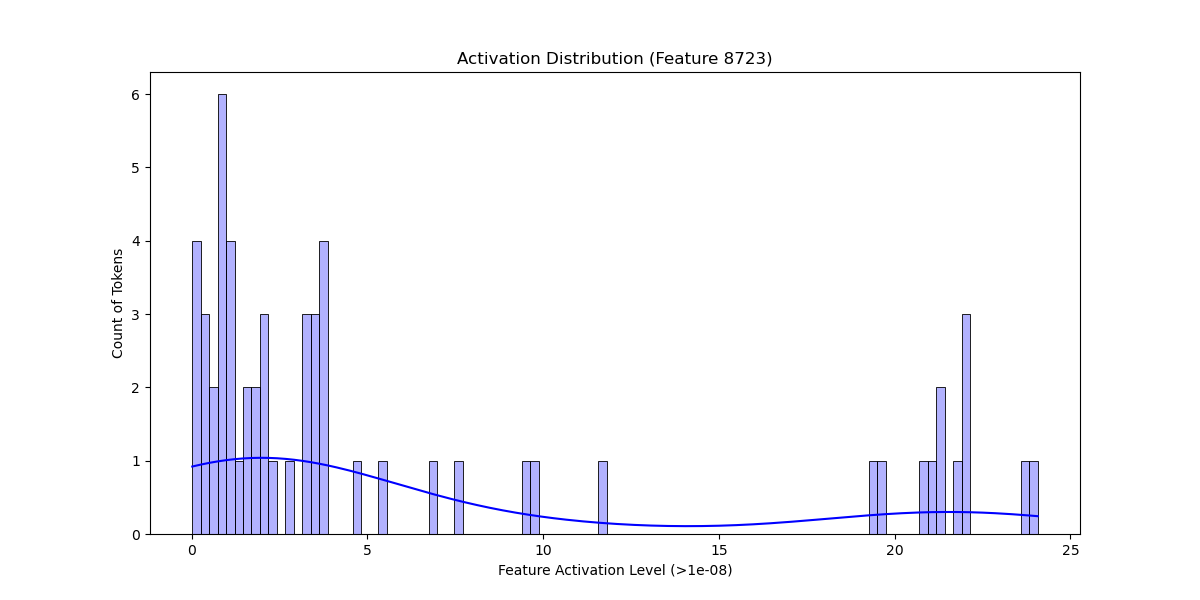 Activation Distribution (Feature 8723)
6
5
4
3
2
1
0
Count of Tokens
0 5 10 15 20 25
Feature Activation Level (>1e-08)